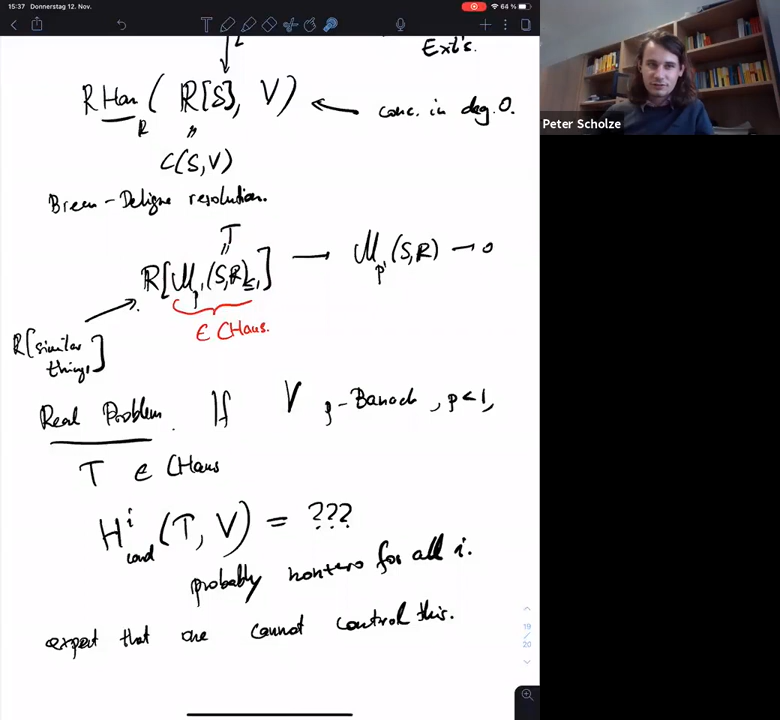 15:37 Donnerstag 12. Nov.
64 %
Ext's.
RHom_R ( R[S], V ) ← conc. in deg. 0.
C(S,V)
Peter Scholze
Breen-Deligne resolution.
T
R[M_p'(S,R)_≤1] → M_p'(S,R) → 0
∈ CHaus.
R[similar things]
Real Problem. If V p-Banach, p<1,
T ∈ CHaus
H^i_cond (T, V) = ???
probably nonzero for all i.
expect that one cannot control this.
19
20